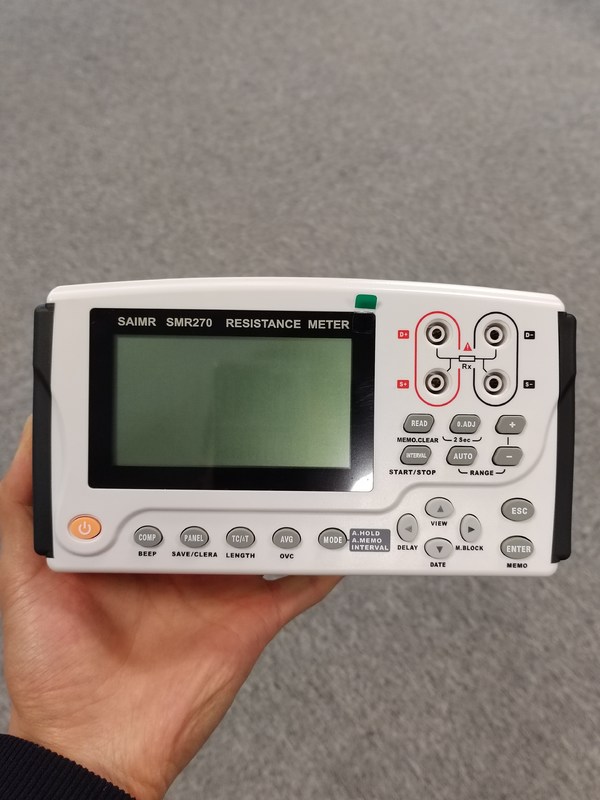 SAIMR SMR270 RESISTANCE METER
D+
D-
Rx
S+
S-
READ
0.ADJ
+
MEMO.CLEAR
2 Sec
INTERVAL
AUTO
-
START/STOP
RANGE
COMP
PANEL
TC/⊿T
AVG
MODE
A.HOLD
A.MEMO
INTERVAL
BEEP
SAVE/CLERA
LENGTH
OVC
VIEW
DELAY
M.BLOCK
DATE
ESC
ENTER
MEMO